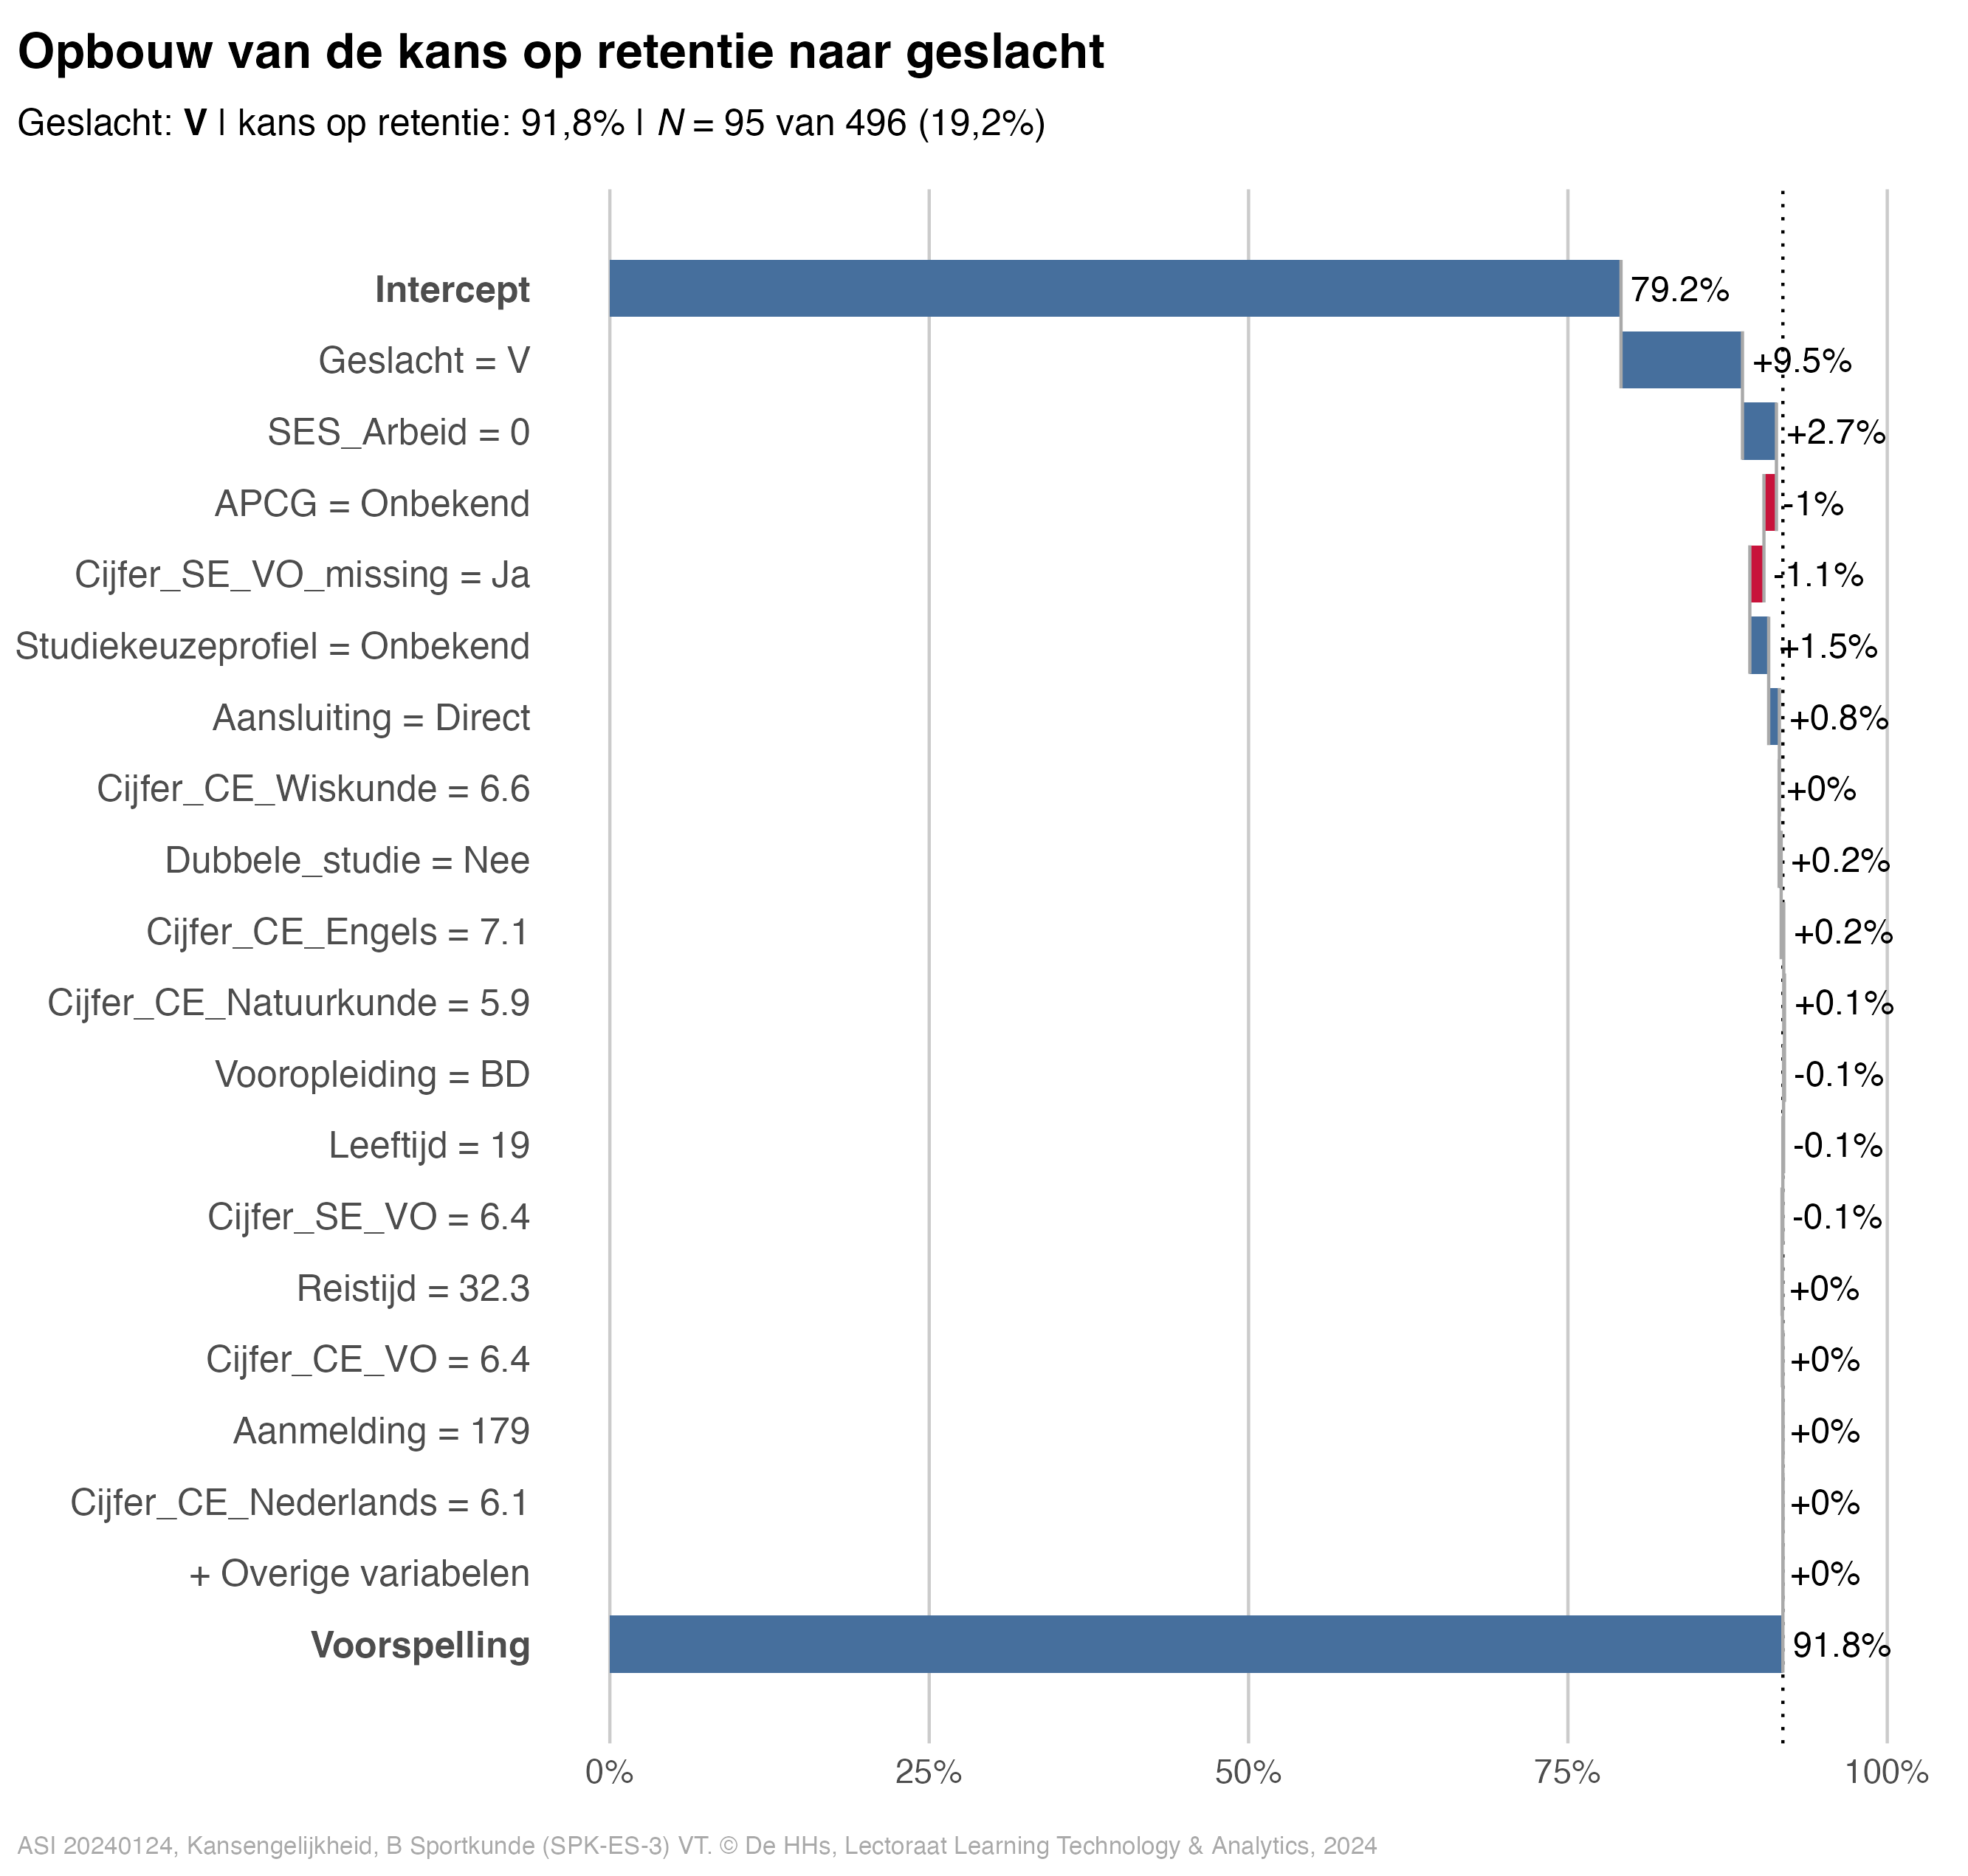 Opbouw van de kans op retentie naar geslacht
Geslacht: V | kans op retentie: 91,8% | N = 95 van 496 (19,2%)
Intercept 79.2%
Geslacht = V +9.5%
SES_Arbeid = 0 +2.7%
APCG = Onbekend -1%
Cijfer_SE_VO_missing = Ja -1.1%
Studiekeuzeprofiel = Onbekend +1.5%
Aansluiting = Direct +0.8%
Cijfer_CE_Wiskunde = 6.6 +0%
Dubbele_studie = Nee +0.2%
Cijfer_CE_Engels = 7.1 +0.2%
Cijfer_CE_Natuurkunde = 5.9 +0.1%
Vooropleiding = BD -0.1%
Leeftijd = 19 -0.1%
Cijfer_SE_VO = 6.4 -0.1%
Reistijd = 32.3 +0%
Cijfer_CE_VO = 6.4 +0%
Aanmelding = 179 +0%
Cijfer_CE_Nederlands = 6.1 +0%
+ Overige variabelen +0%
Voorspelling 91.8%
0% 25% 50% 75% 100%
ASI 20240124, Kansengelijkheid, B Sportkunde (SPK-ES-3) VT. © De HHs, Lectoraat Learning Technology & Analytics, 2024